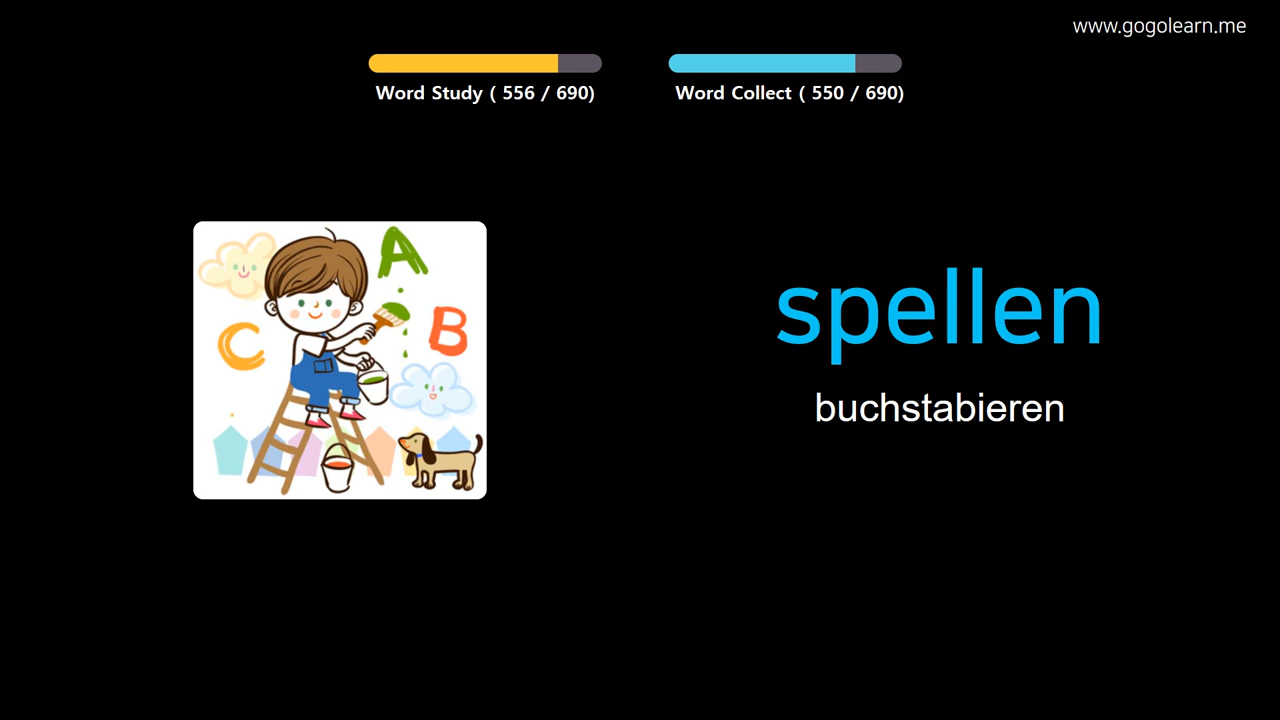 www.gogolearn.me
Word Study ( 556 / 690)
Word Collect ( 550 / 690)
A
B
C
spellen
buchstabieren